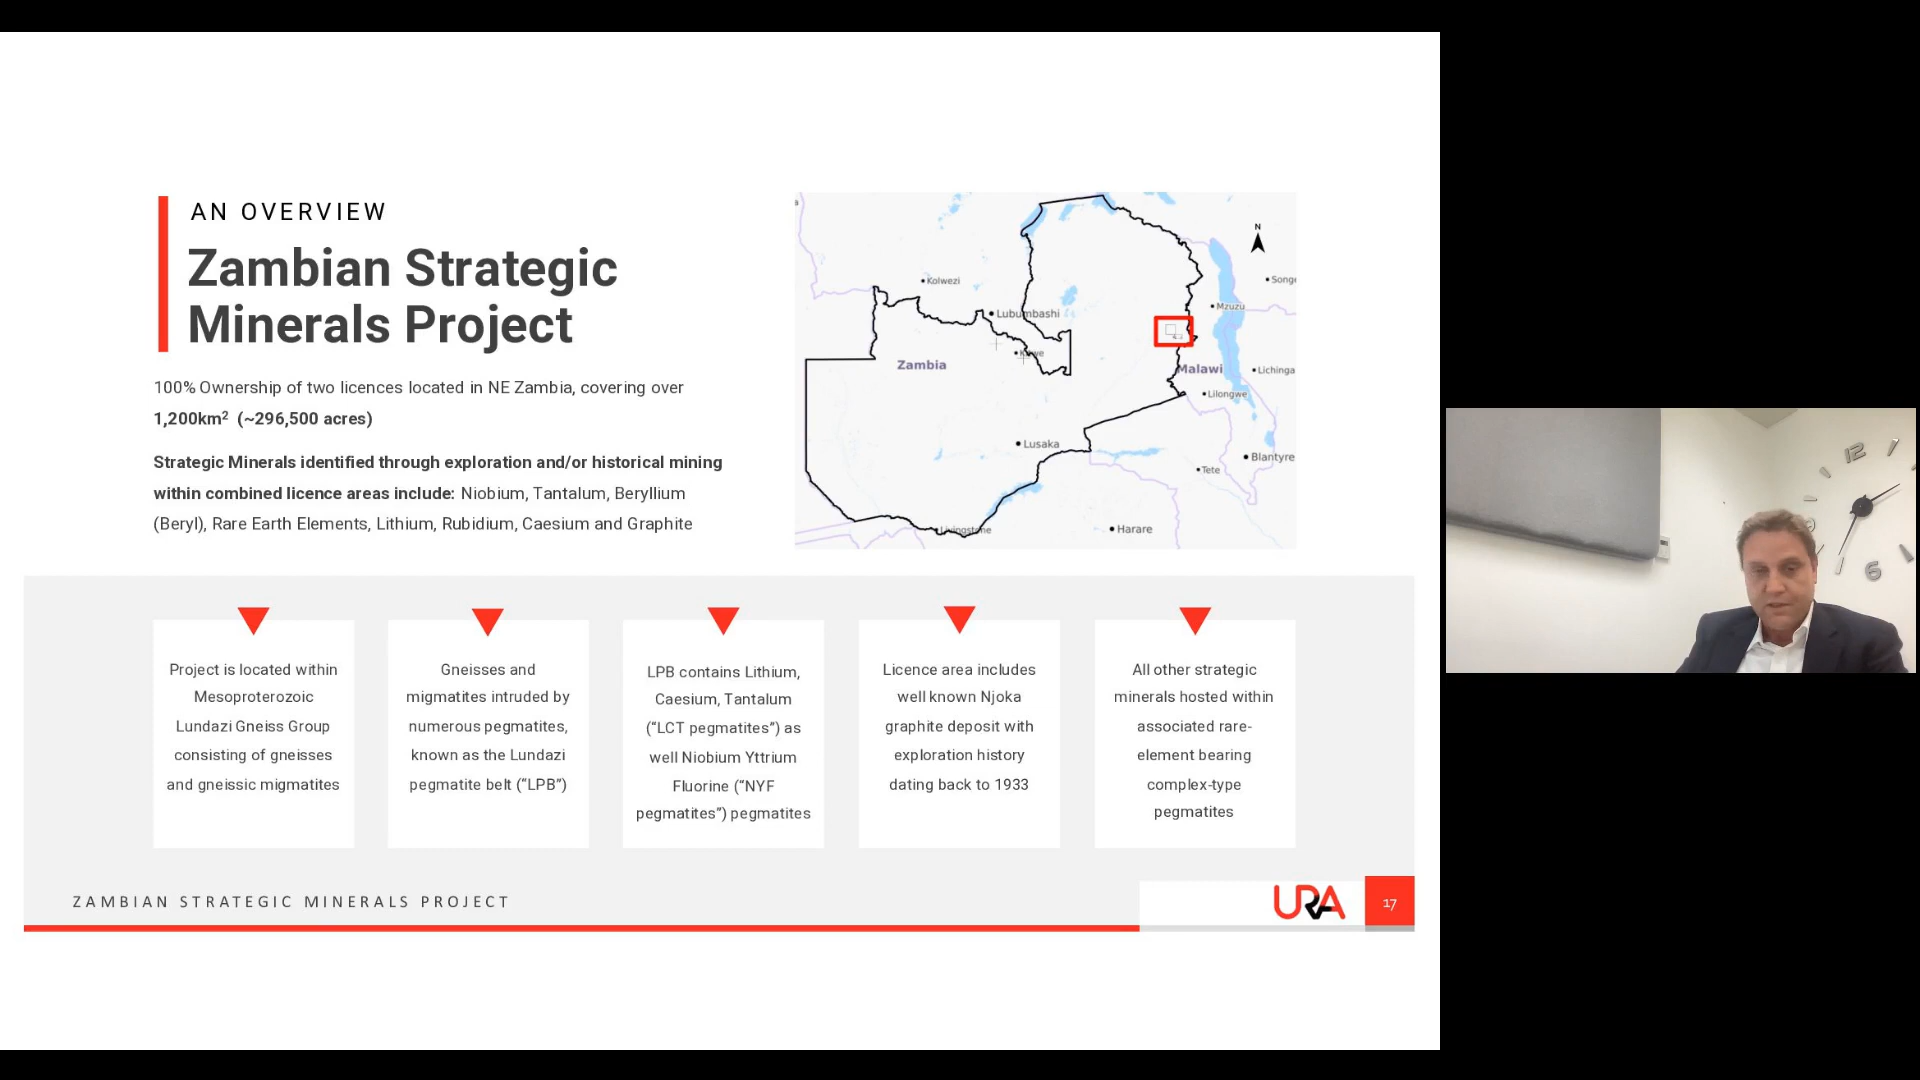 AN OVERVIEW
Zambian Strategic
Minerals Project
100% Ownership of two licences located in NE Zambia, covering over
1,200km² (~296,500 acres)
Strategic Minerals identified through exploration and/or historical mining
within combined licence areas include: Niobium, Tantalum, Beryllium
(Beryl), Rare Earth Elements, Lithium, Rubidium, Caesium and Graphite
N
Kolwezi
Songe
Mzuzu
Lubumbashi
Kitwe
Zambia
Malawi
Lichinga
Lilongwe
Lusaka
Blantyre
Tete
Livingstone
Harare
Project is located within
Mesoproterozoic
Lundazi Gneiss Group
consisting of gneisses
and gneissic migmatites
Gneisses and
migmatites intruded by
numerous pegmatites,
known as the Lundazi
pegmatite belt (“LPB”)
LPB contains Lithium,
Caesium, Tantalum
(“LCT pegmatites”) as
well Niobium Yttrium
Fluorine (“NYF
pegmatites”) pegmatites
Licence area includes
well known Njoka
graphite deposit with
exploration history
dating back to 1933
All other strategic
minerals hosted within
associated rare-
element bearing
complex-type
pegmatites
ZAMBIAN STRATEGIC MINERALS PROJECT
URA
17
12
9
6